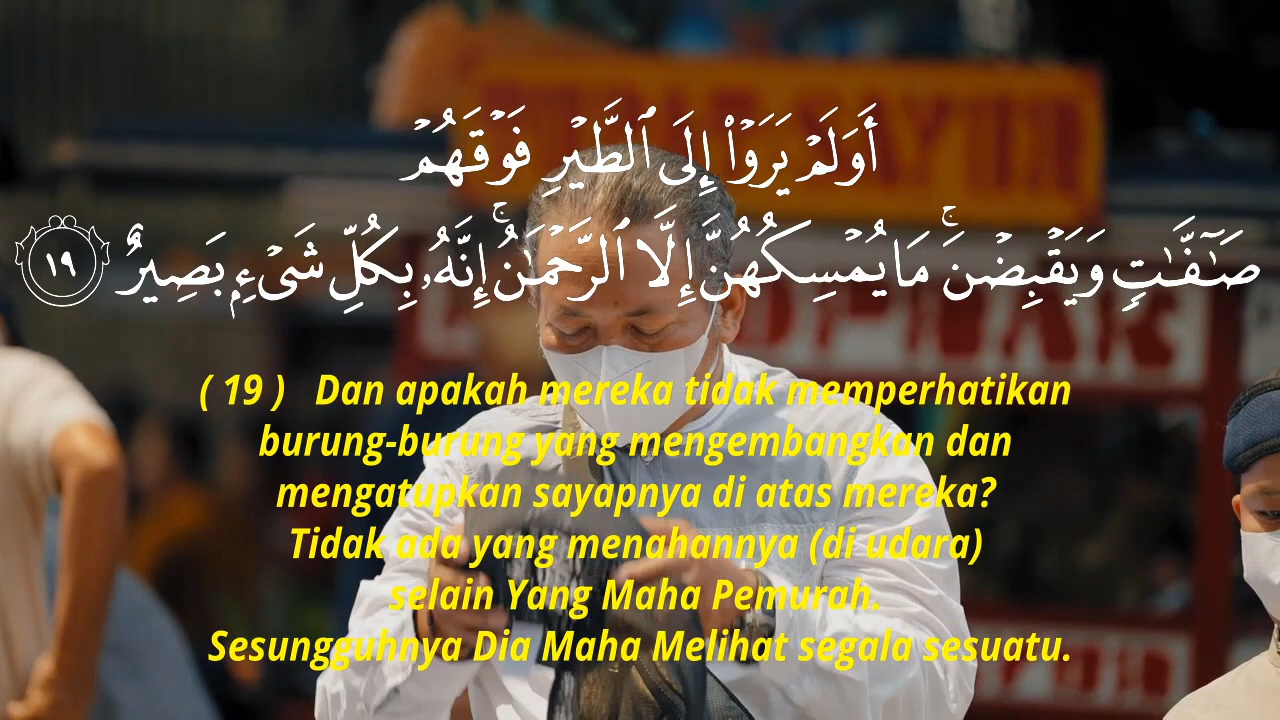 أَوَلَمْ يَرَوْا۟ إِلَى ٱلطَّيْرِ فَوْقَهُمْ
صَـٰٓفَّـٰتٍ وَيَقْبِضْنَ ۚ مَا يُمْسِكُهُنَّ إِلَّا ٱلرَّحْمَـٰنُ ۚ إِنَّهُۥ بِكُلِّ شَىْءٍۭ بَصِيرٌ ١٩
( 19 ) Dan apakah mereka tidak memperhatikan
burung-burung yang mengembangkan dan
mengatupkan sayapnya di atas mereka?
Tidak ada yang menahannya (di udara)
selain Yang Maha Pemurah.
Sesungguhnya Dia Maha Melihat segala sesuatu.